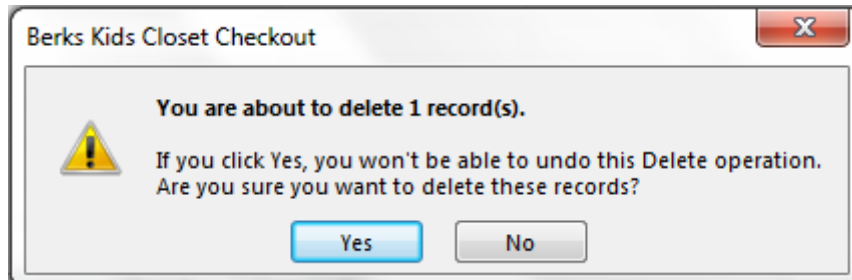 Berks Kids Closet Checkout
You are about to delete 1 record(s).
If you click Yes, you won't be able to undo this Delete operation.
Are you sure you want to delete these records?
Yes No